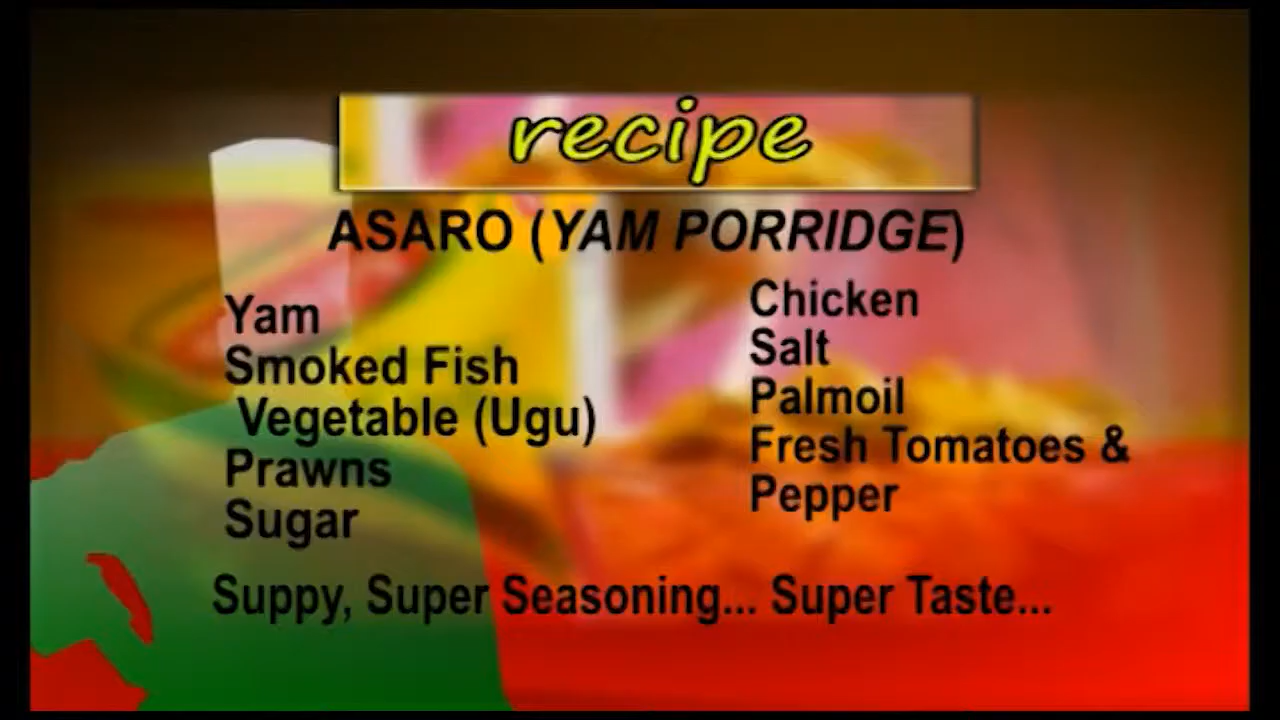 recipe
ASARO (YAM PORRIDGE)
Yam
Smoked Fish
Vegetable (Ugu)
Prawns
Sugar
Chicken
Salt
Palmoil
Fresh Tomatoes &
Pepper
Suppy, Super Seasoning... Super Taste...